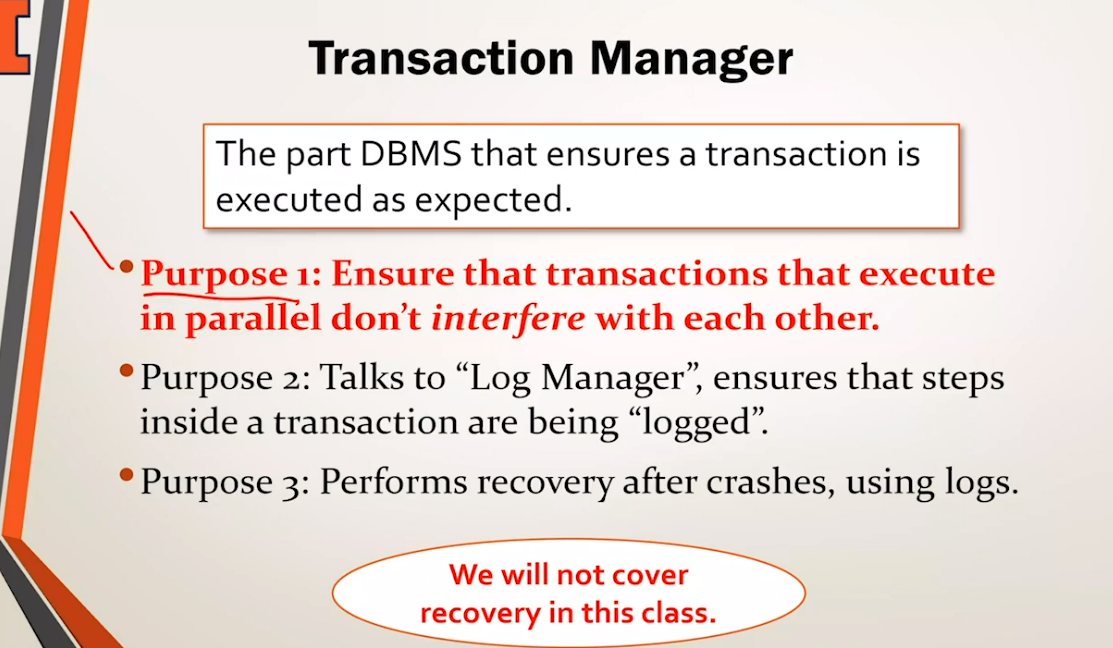 Transaction Manager
The part DBMS that ensures a transaction is
executed as expected.
• Purpose 1: Ensure that transactions that execute
in parallel don’t interfere with each other.
• Purpose 2: Talks to “Log Manager”, ensures that steps
inside a transaction are being “logged”.
• Purpose 3: Performs recovery after crashes, using logs.
We will not cover
recovery in this class.